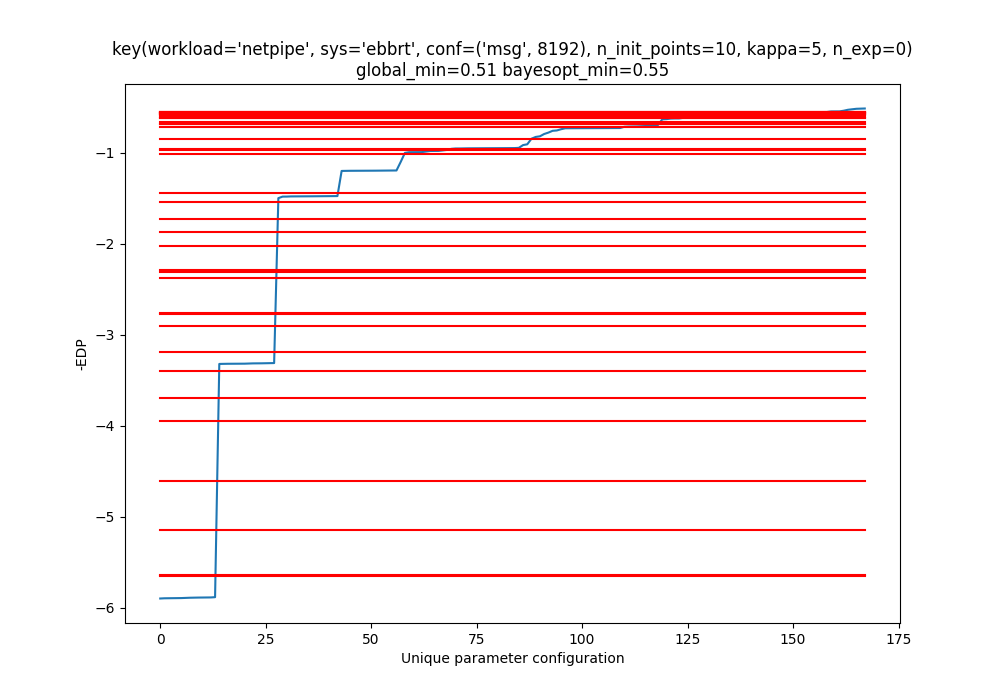 key(workload='netpipe', sys='ebbrt', conf=('msg', 8192), n_init_points=10, kappa=5, n_exp=0)
global_min=0.51 bayesopt_min=0.55
−1
−2
−3
−4
−5
−6
-EDP
0 25 50 75 100 125 150 175
Unique parameter configuration